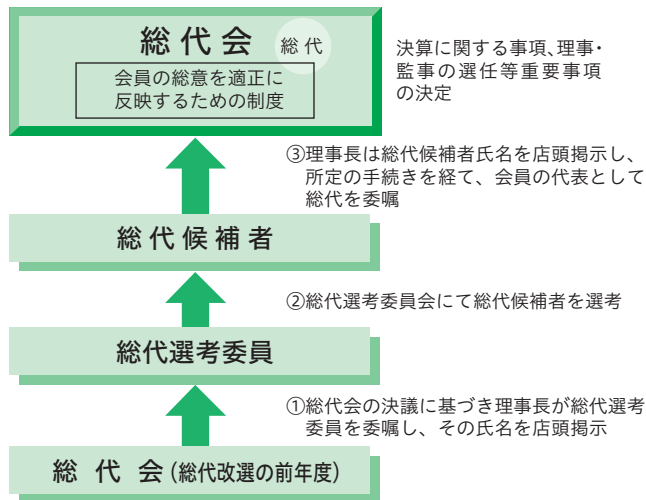 総代会 総代
会員の総意を適正に
反映するための制度
決算に関する事項、理事・
監事の選任等重要事項
の決定
③理事長は総代候補者氏名を店頭掲示し、
所定の手続きを経て、会員の代表として
総代を委嘱
総代候補者
②総代選考委員会にて総代候補者を選考
総代選考委員
①総代会の決議に基づき理事長が総代選考
委員を委嘱し、その氏名を店頭掲示
総代会(総代改選の前年度)